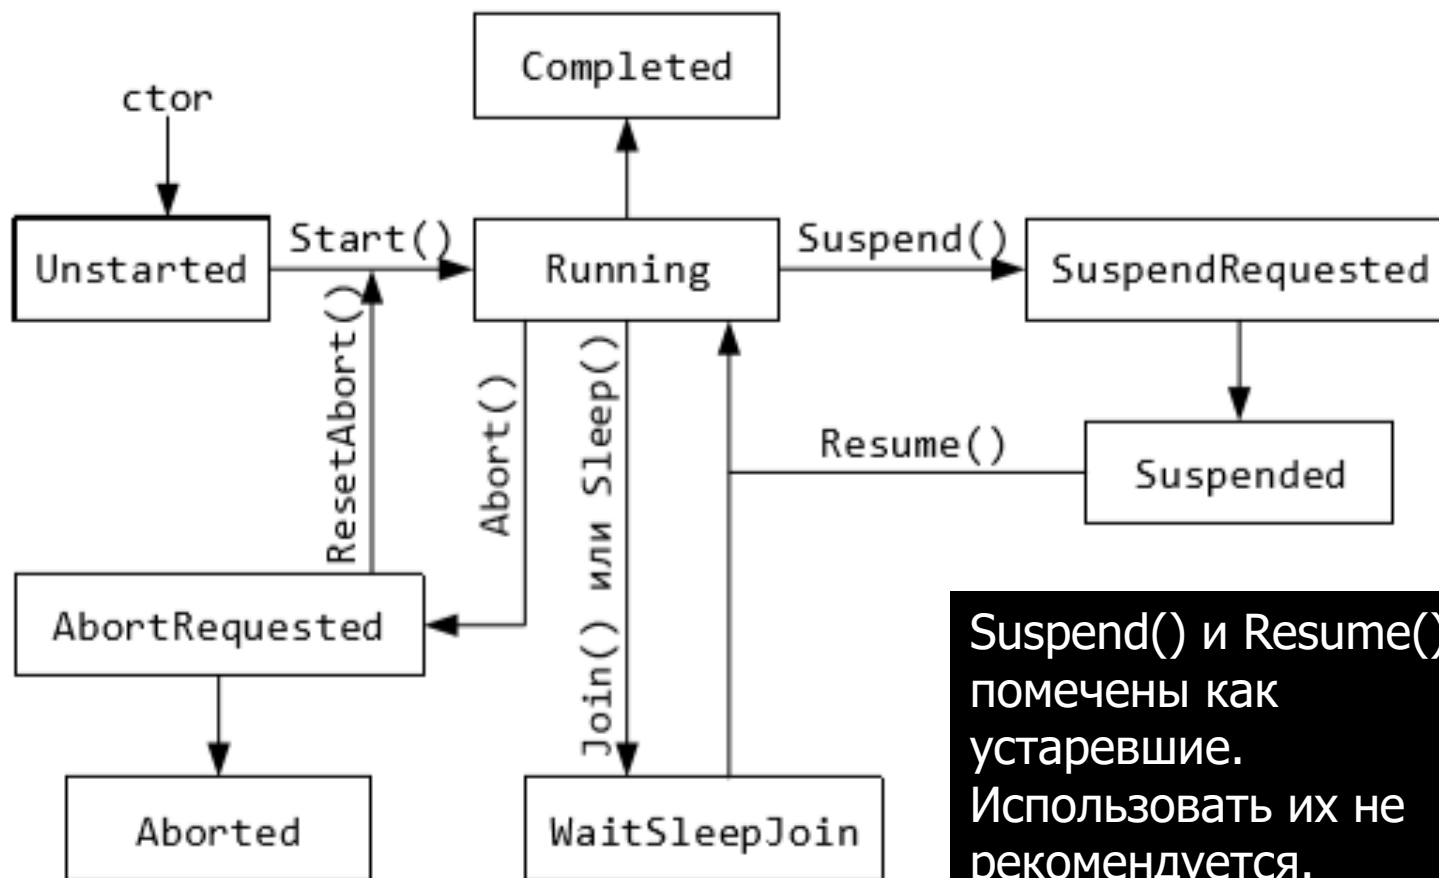 Completed
ctor
Start()
Suspend()
Unstarted
Running
SuspendRequested
ResetAbort()
Abort()
Join() или Sleep()
Resume()
Suspended
AbortRequested
Suspend() и Resume()
помечены как
устаревшие.
Использовать их не
рекомендуется.
Aborted
WaitSleepJoin